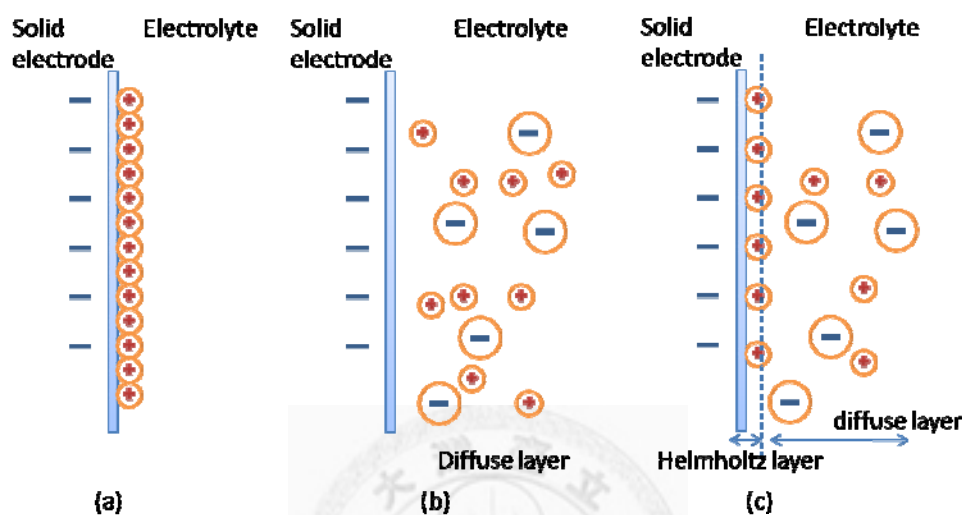 Solid
electrode
Electrolyte
Solid
electrode
Electrolyte
Solid
electrode
Electrolyte
Diffuse layer
diffuse layer
Helmholtz layer
(a)
(b)
(c)